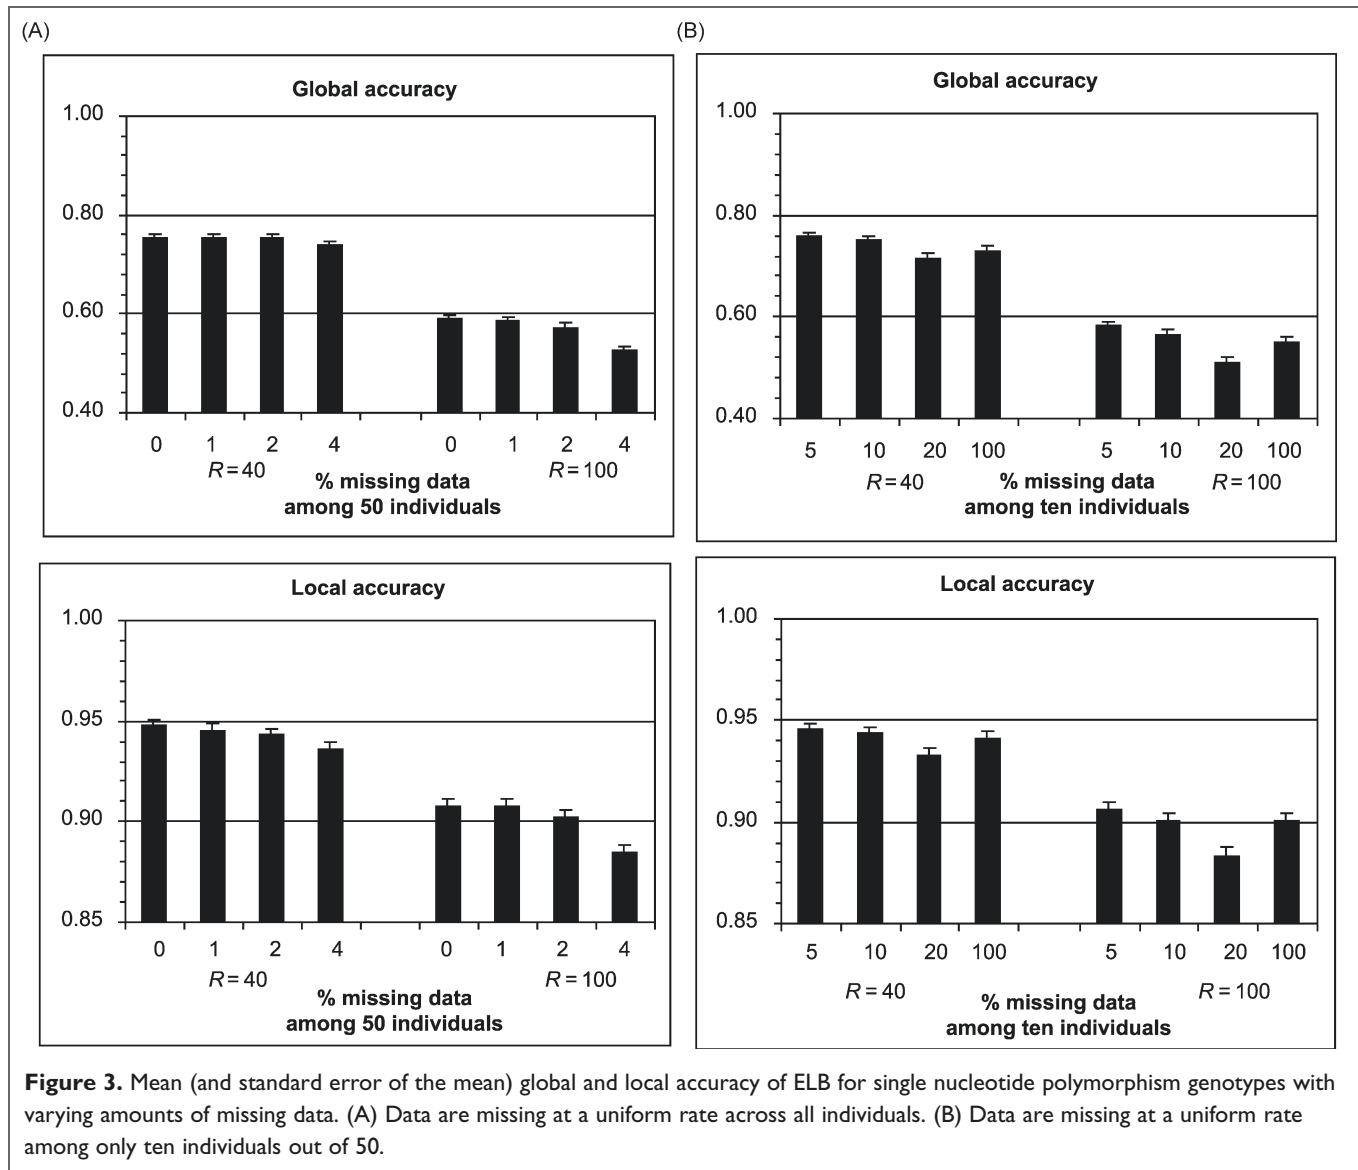 (A)
Global accuracy
1.00
0.80
0.60
0.40
0 1 2 4 0 1 2 4
R = 40 R = 100
% missing data
among 50 individuals
Local accuracy
1.00
0.95
0.90
0.85
0 1 2 4 0 1 2 4
R = 40 R = 100
% missing data
among 50 individuals
(B)
Global accuracy
1.00
0.80
0.60
0.40
5 10 20 100 5 10 20 100
R = 40 % missing data R = 100
among ten individuals
Local accuracy
1.00
0.95
0.90
0.85
5 10 20 100 5 10 20 100
R = 40 R = 100
% missing data
among ten individuals
Figure 3. Mean (and standard error of the mean) global and local accuracy of ELB for single nucleotide polymorphism genotypes with
varying amounts of missing data. (A) Data are missing at a uniform rate across all individuals. (B) Data are missing at a uniform rate
among only ten individuals out of 50.